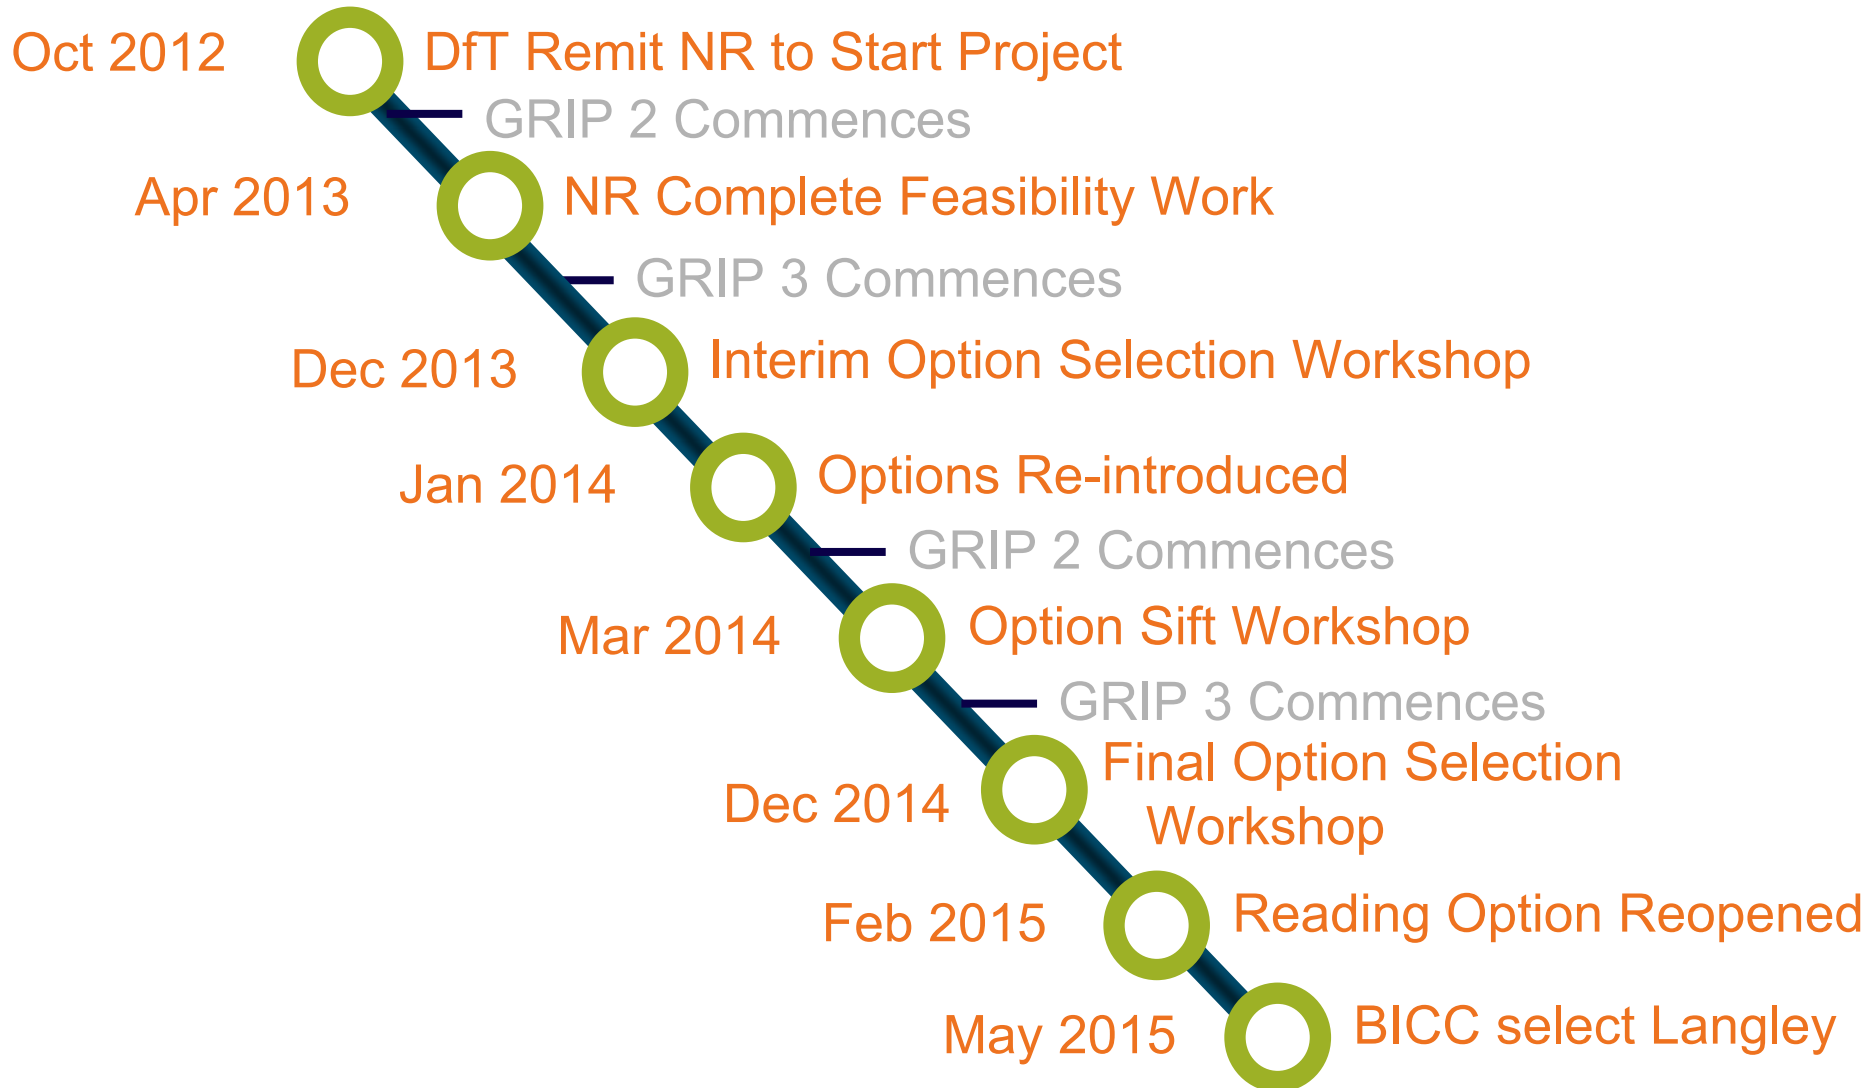 Oct 2012 DfT Remit NR to Start Project
GRIP 2 Commences
Apr 2013 NR Complete Feasibility Work
GRIP 3 Commences
Dec 2013 Interim Option Selection Workshop
Jan 2014 Options Re-introduced
GRIP 2 Commences
Mar 2014 Option Sift Workshop
GRIP 3 Commences
Dec 2014 Final Option Selection
Workshop
Feb 2015 Reading Option Reopened
May 2015 BICC select Langley